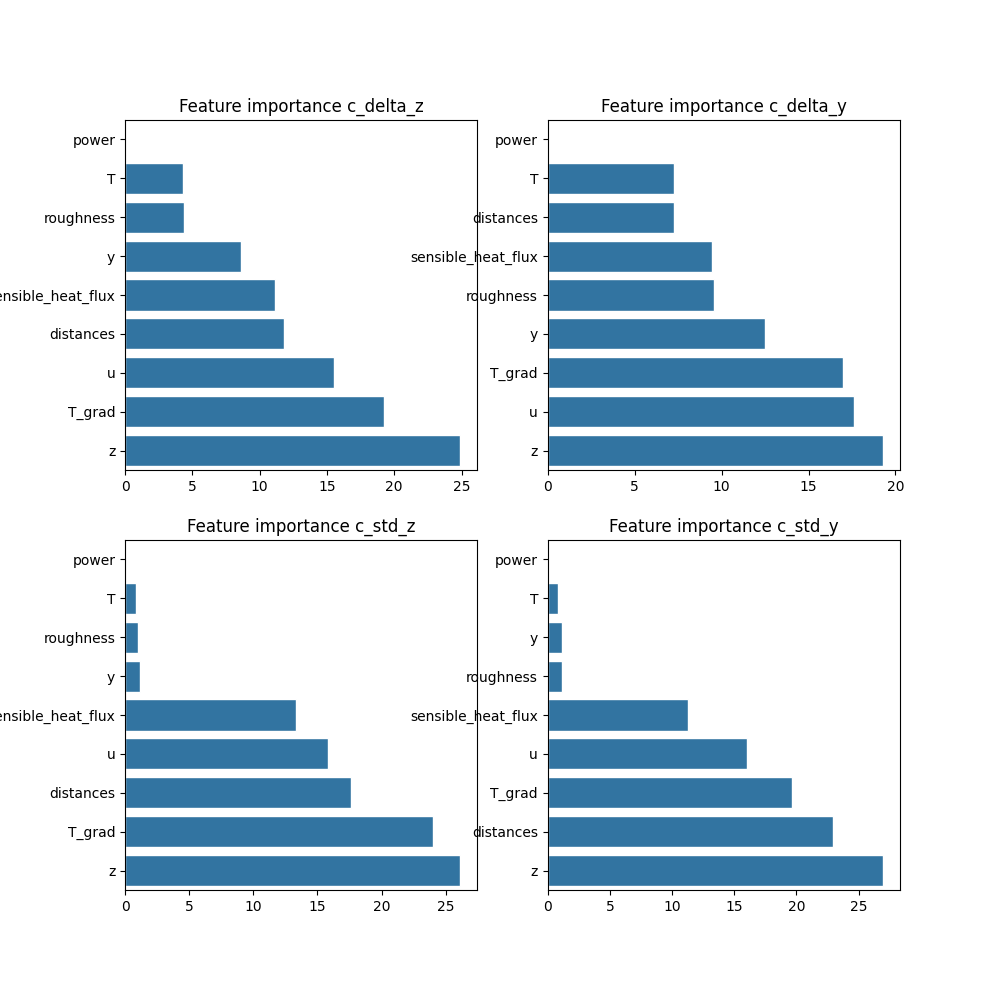 Feature importance c_delta_z
power
T
roughness
y
ensible_heat_flux
distances
u
T_grad
z
0 5 10 15 20 25
Feature importance c_delta_y
power
T
distances
sensible_heat_flux
roughness
y
T_grad
u
z
0 5 10 15 20
Feature importance c_std_z
power
T
roughness
y
ensible_heat_flux
u
distances
T_grad
z
0 5 10 15 20 25
Feature importance c_std_y
power
T
y
roughness
sensible_heat_flux
u
T_grad
distances
z
0 5 10 15 20 25